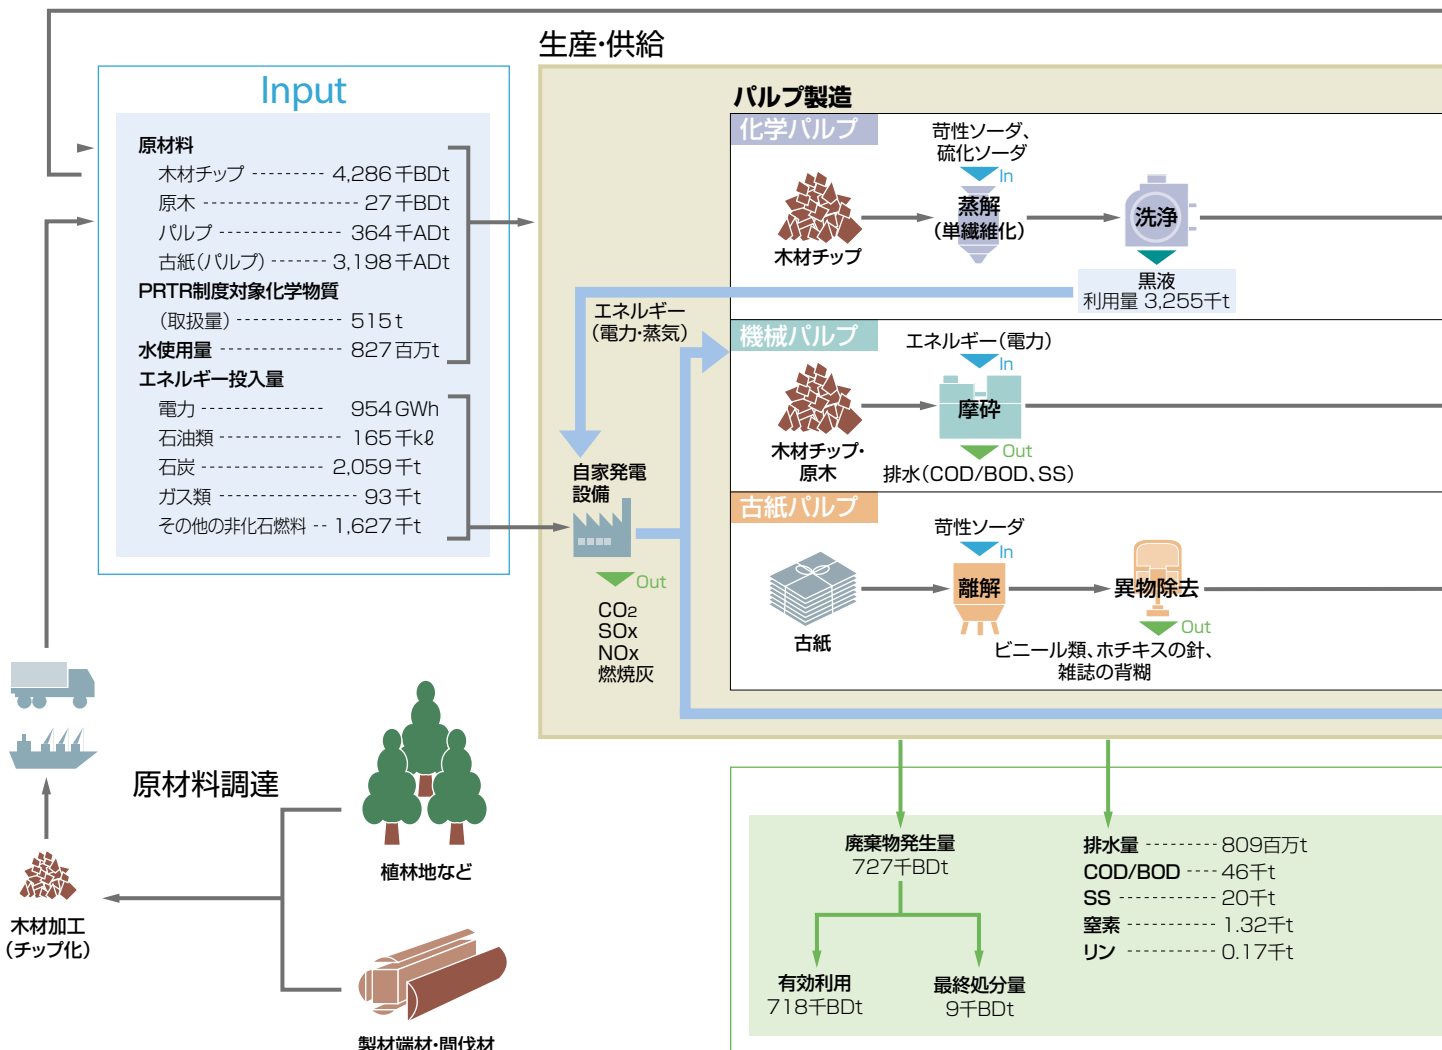 生産・供給
Input
原材料
木材チップ --------- 4,286千BDt
原木 ---------------- 27千BDt
パルプ -------------- 364千ADt
古紙(パルプ) ------- 3,198千ADt
PRTR制度対象化学物質
(取扱量) ------------- 515t
水使用量 --------------- 827百万t
エネルギー投入量
電力 --------------- 954GWh
石油類 --------------- 165千kℓ
石炭 --------------- 2,059千t
ガス類 ---------------- 93千t
その他の非化石燃料 -- 1,627千t
パルプ製造
化学パルプ
苛性ソーダ、
硫化ソーダ
In
木材チップ
蒸解
(単繊維化)
洗浄
黒液
利用量 3,255千t
エネルギー
(電力・蒸気)
機械パルプ
エネルギー(電力)
In
木材チップ・
原木
摩砕
Out
排水(COD/BOD、SS)
自家発電
設備
Out
CO2
SOx
NOx
燃焼灰
古紙パルプ
苛性ソーダ
In
古紙
離解
異物除去
Out
ビニール類、ホチキスの針、
雑誌の背糊
原材料調達
植林地など
木材加工
(チップ化)
製材端材・間伐材
廃棄物発生量
727千BDt
有効利用
718千BDt
最終処分量
9千BDt
排水量 --------- 809百万t
COD/BOD ---- 46千t
SS ------------ 20千t
窒素 ----------- 1.32千t
リン ----------- 0.17千t